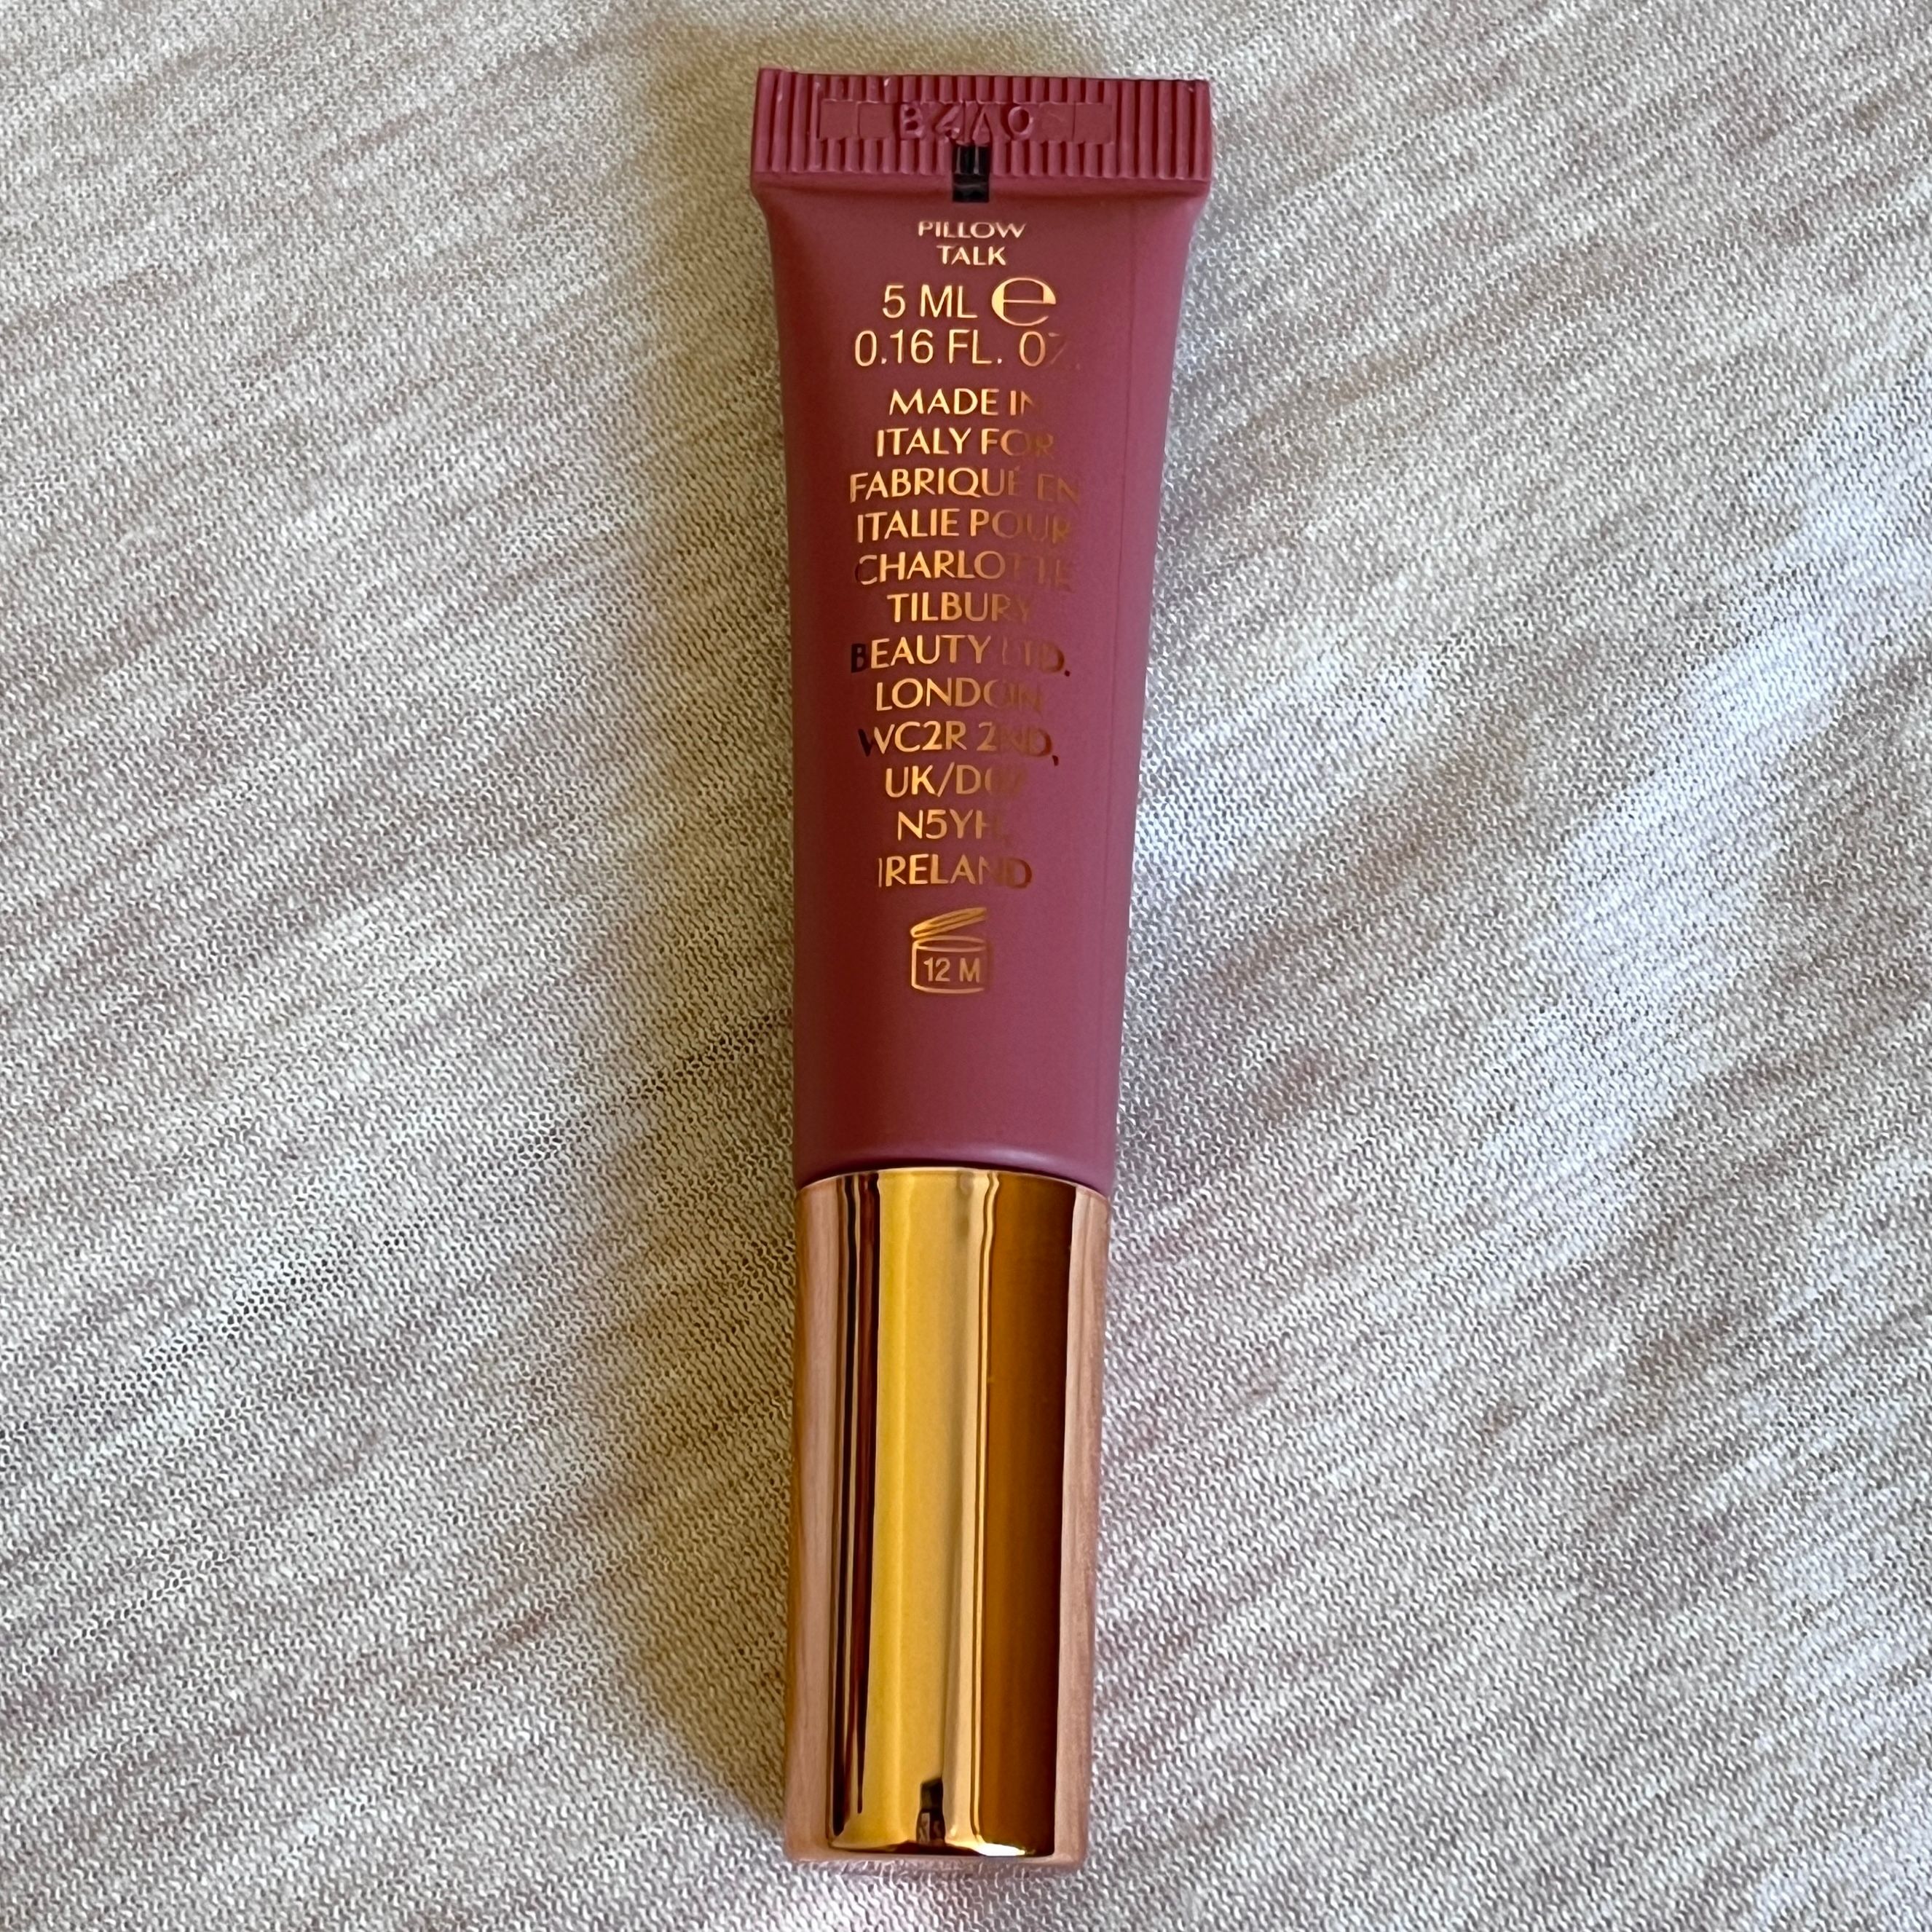 B4A0
PILLOW
TALK
5 ML ℮
0.16 FL. OZ.
MADE IN
ITALY FOR
FABRIQUÉ EN
ITALIE POUR
CHARLOTTE
TILBURY
BEAUTY LTD.
LONDON
WC2R 2ND,
UK/D02
N5YH,
IRELAND
12 M